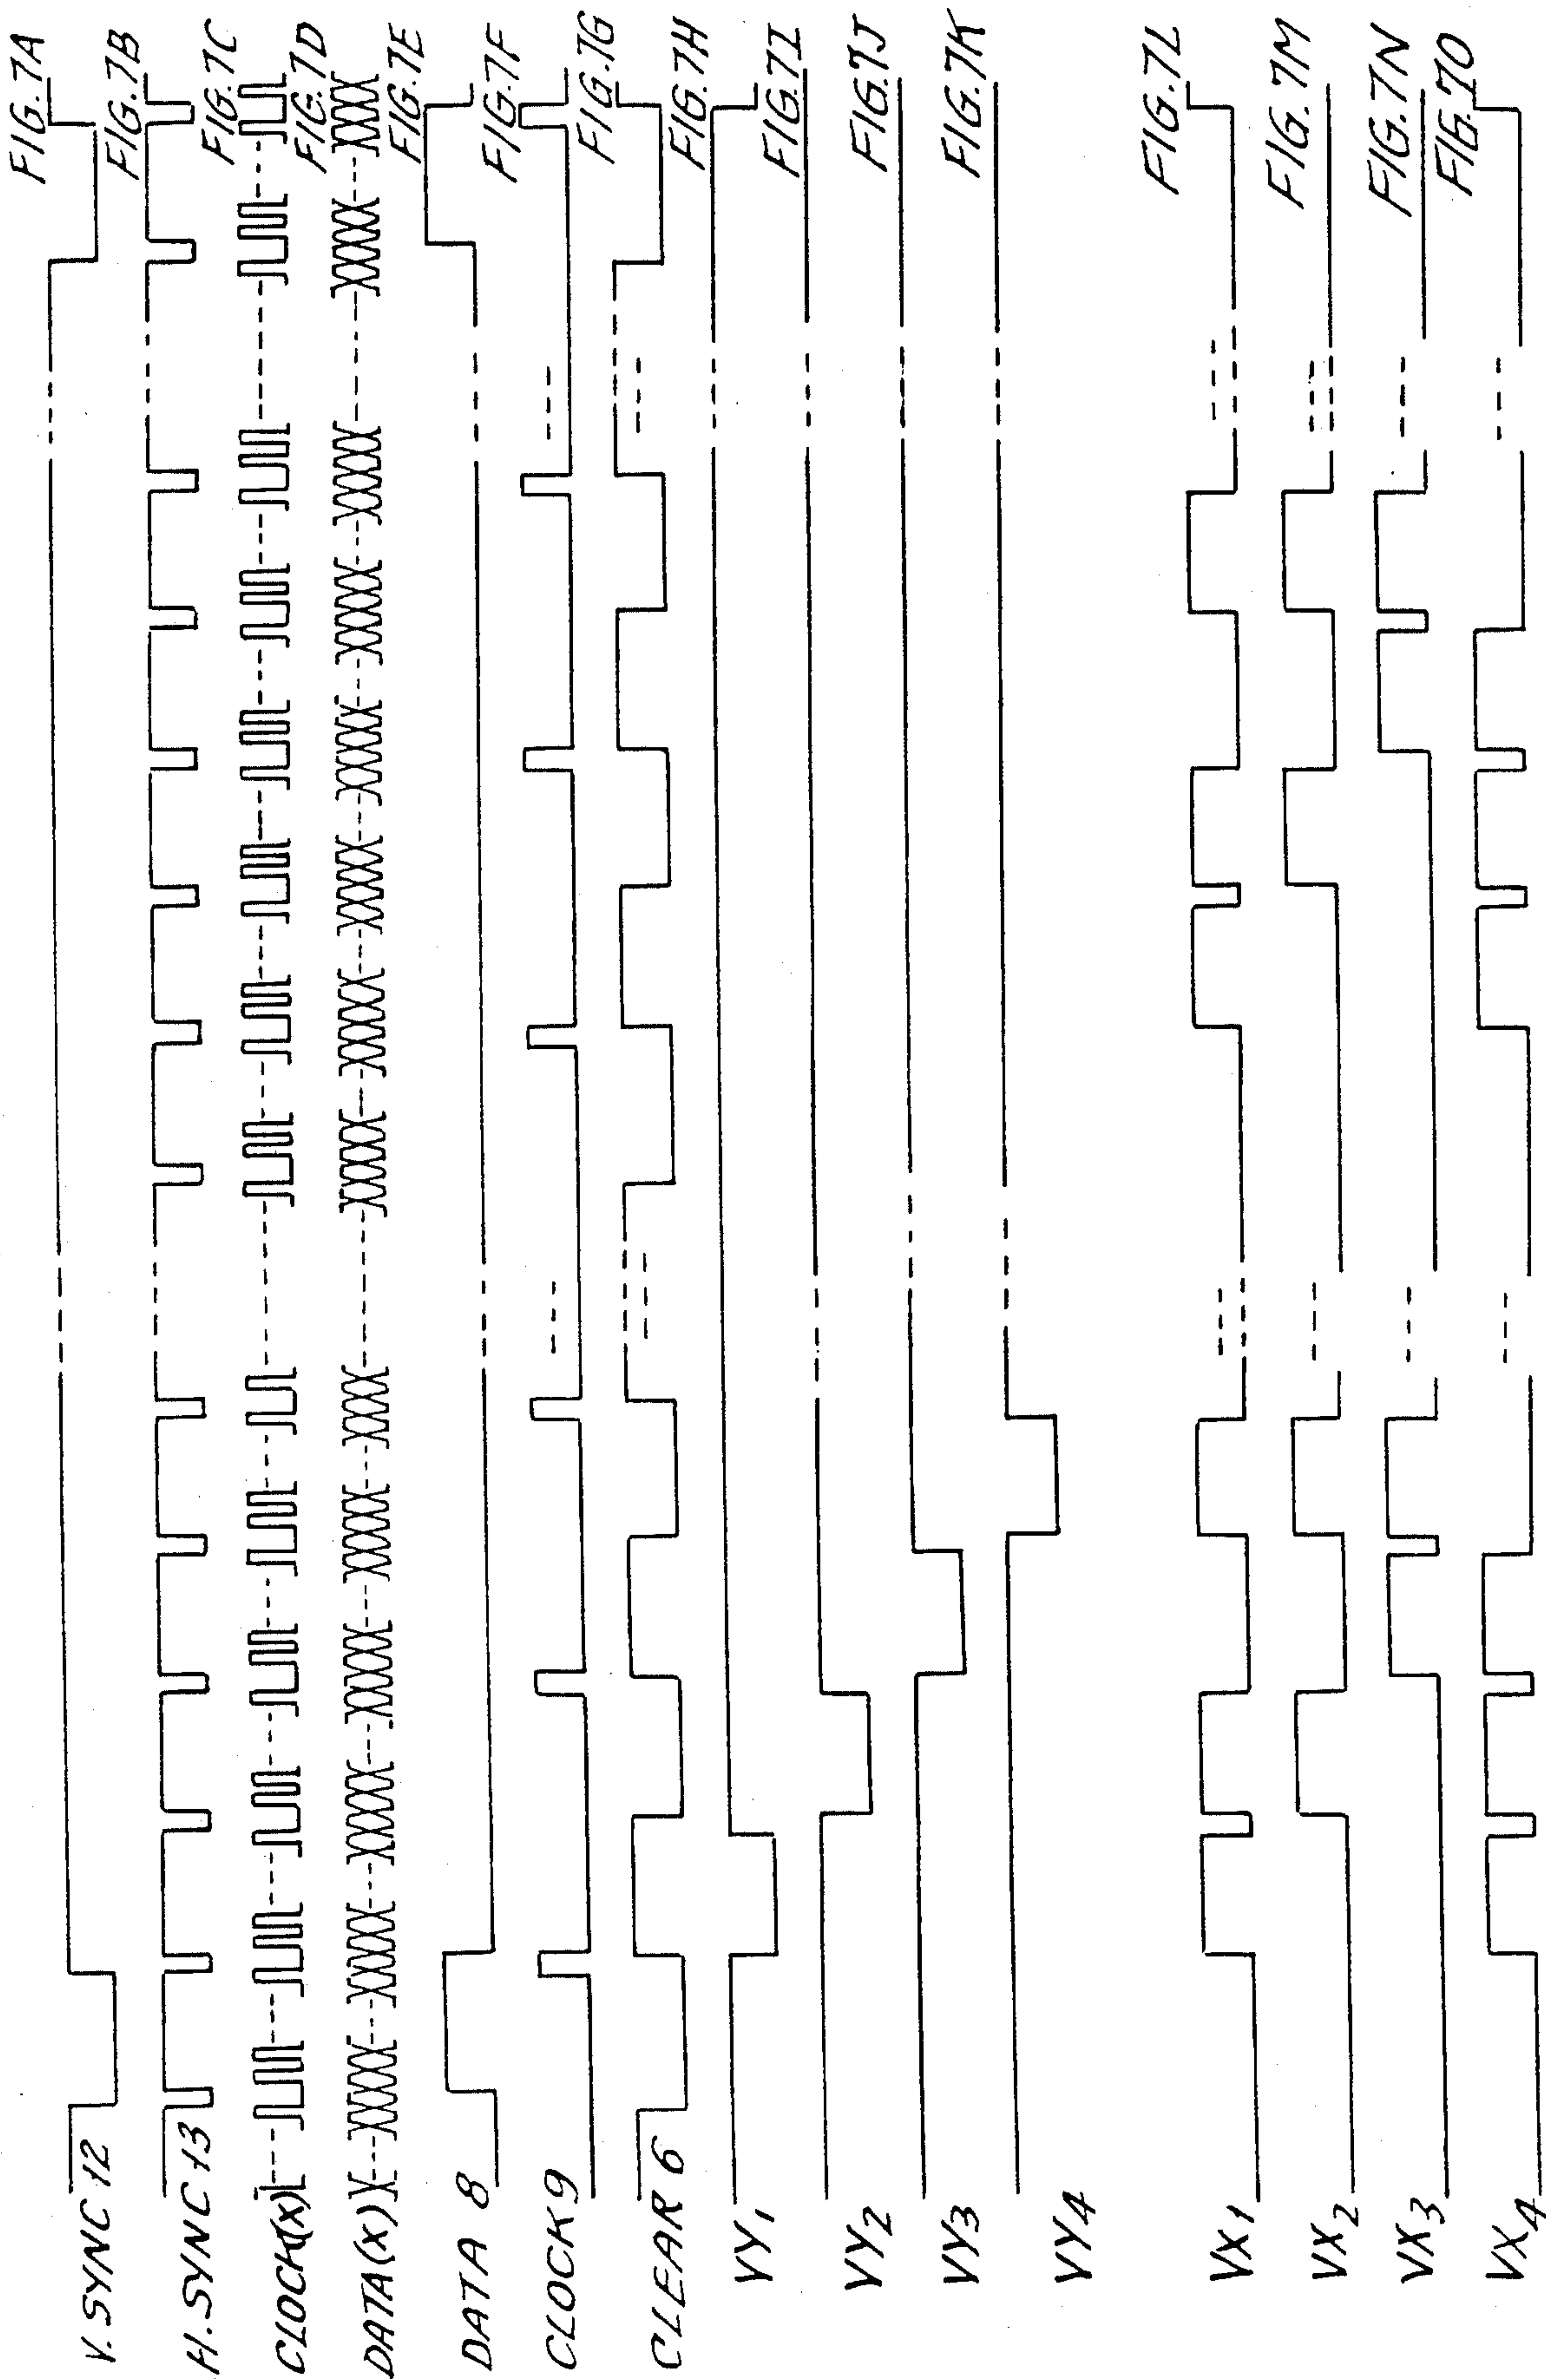 FIG.7A
FIG.7B
FIG.7C
FIG.7D
FIG.7E
FIG.7F
FIG.7G
FIG.7H
FIG.7I
FIG.7J
FIG.7K
FIG.7L
FIG.7M
FIG.7N
FIG.7O
V.SYNC 12
H.SYNC 13
CLOCK(X)
DATA(X)
DATA 8
CLOCK 9
CLEAR 6
VY1
VY2
VY3
VY4
VX1
VX2
VX3
VX4